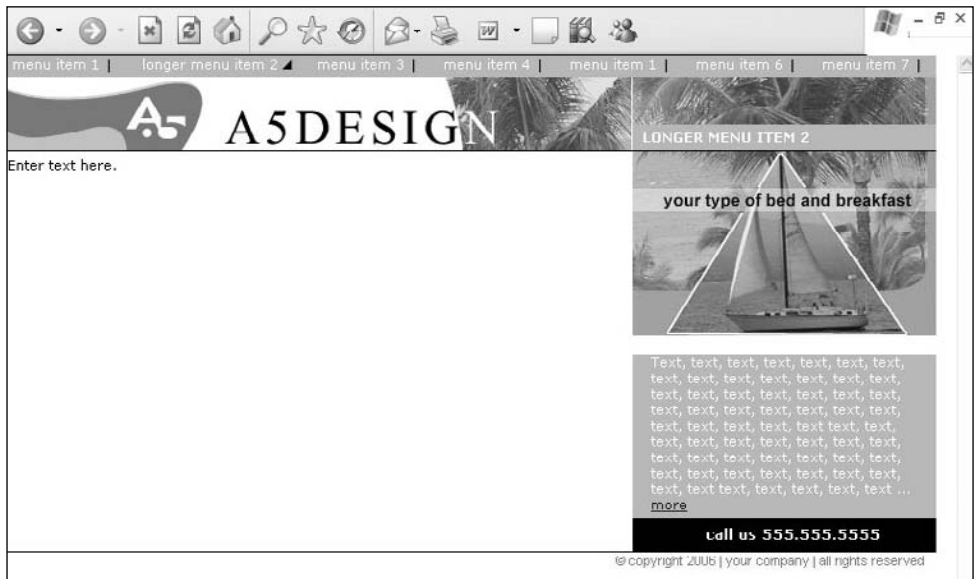 menu item 1 | longer menu item 2 menu item 3 | menu item 4 | menu item 1 | menu item 6 | menu item 7 |
A5 A5DESIGN
LONGER MENU ITEM 2
Enter text here.
your type of bed and breakfast
Text, text, text, text, text, text, text,
text, text, text, text, text, text, text,
text, text, text, text, text, text, text,
text, text, text, text, text, text, text,
text, text, text, text, text text, text,
text, text, text, text, text, text, text,
text, text, text, text, text, text, text,
text, text, text, text, text, text, text,
text, text text, text, text, text, text ...
more
call us 555.555.5555
© copyright 2006 | your company | all rights reserved